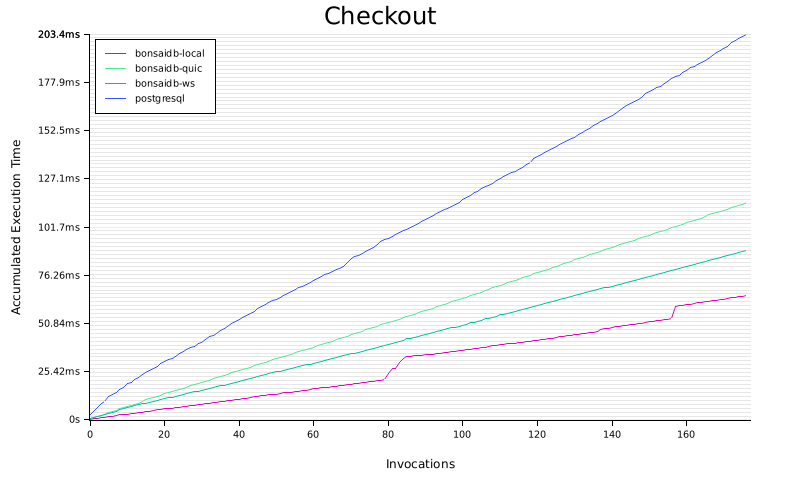 Checkout
203.4ms
177.9ms
152.5ms
127.1ms
101.7ms
76.26ms
50.84ms
25.42ms
0s
Accumulated Execution Time
bonsaidb-local
bonsaidb-quic
bonsaidb-ws
postgresql
0 20 40 60 80 100 120 140 160
Invocations